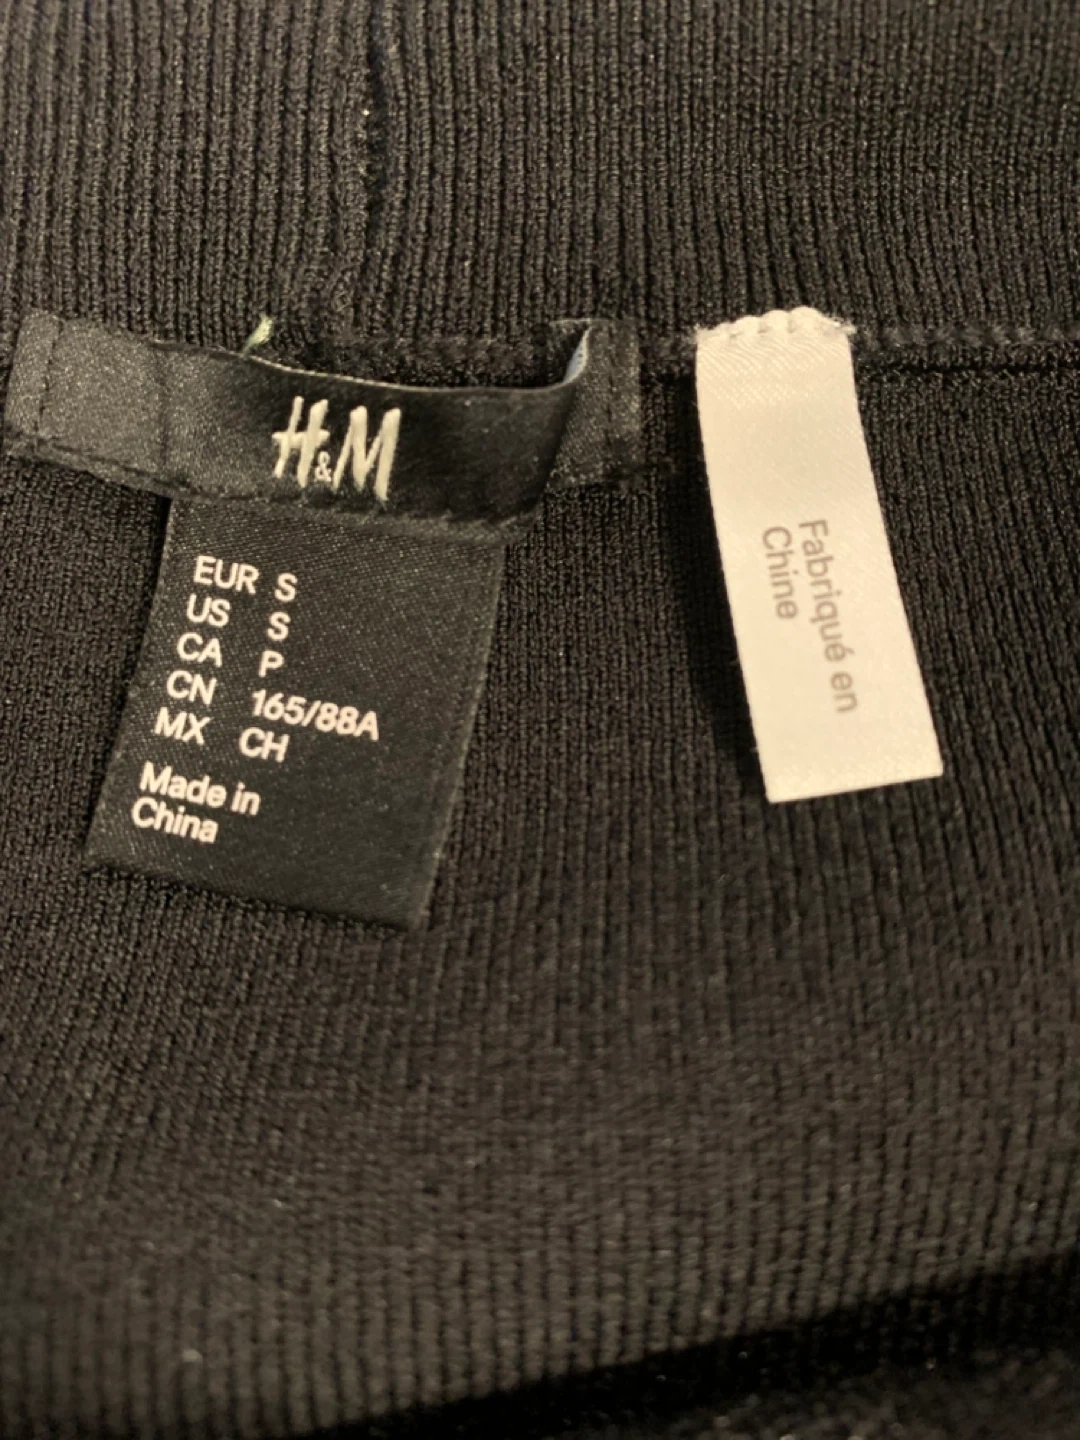 H&M
EUR S
US S
CA P
CN 165/88A
MX CH
Made in
China
Fabriqué en
Chine